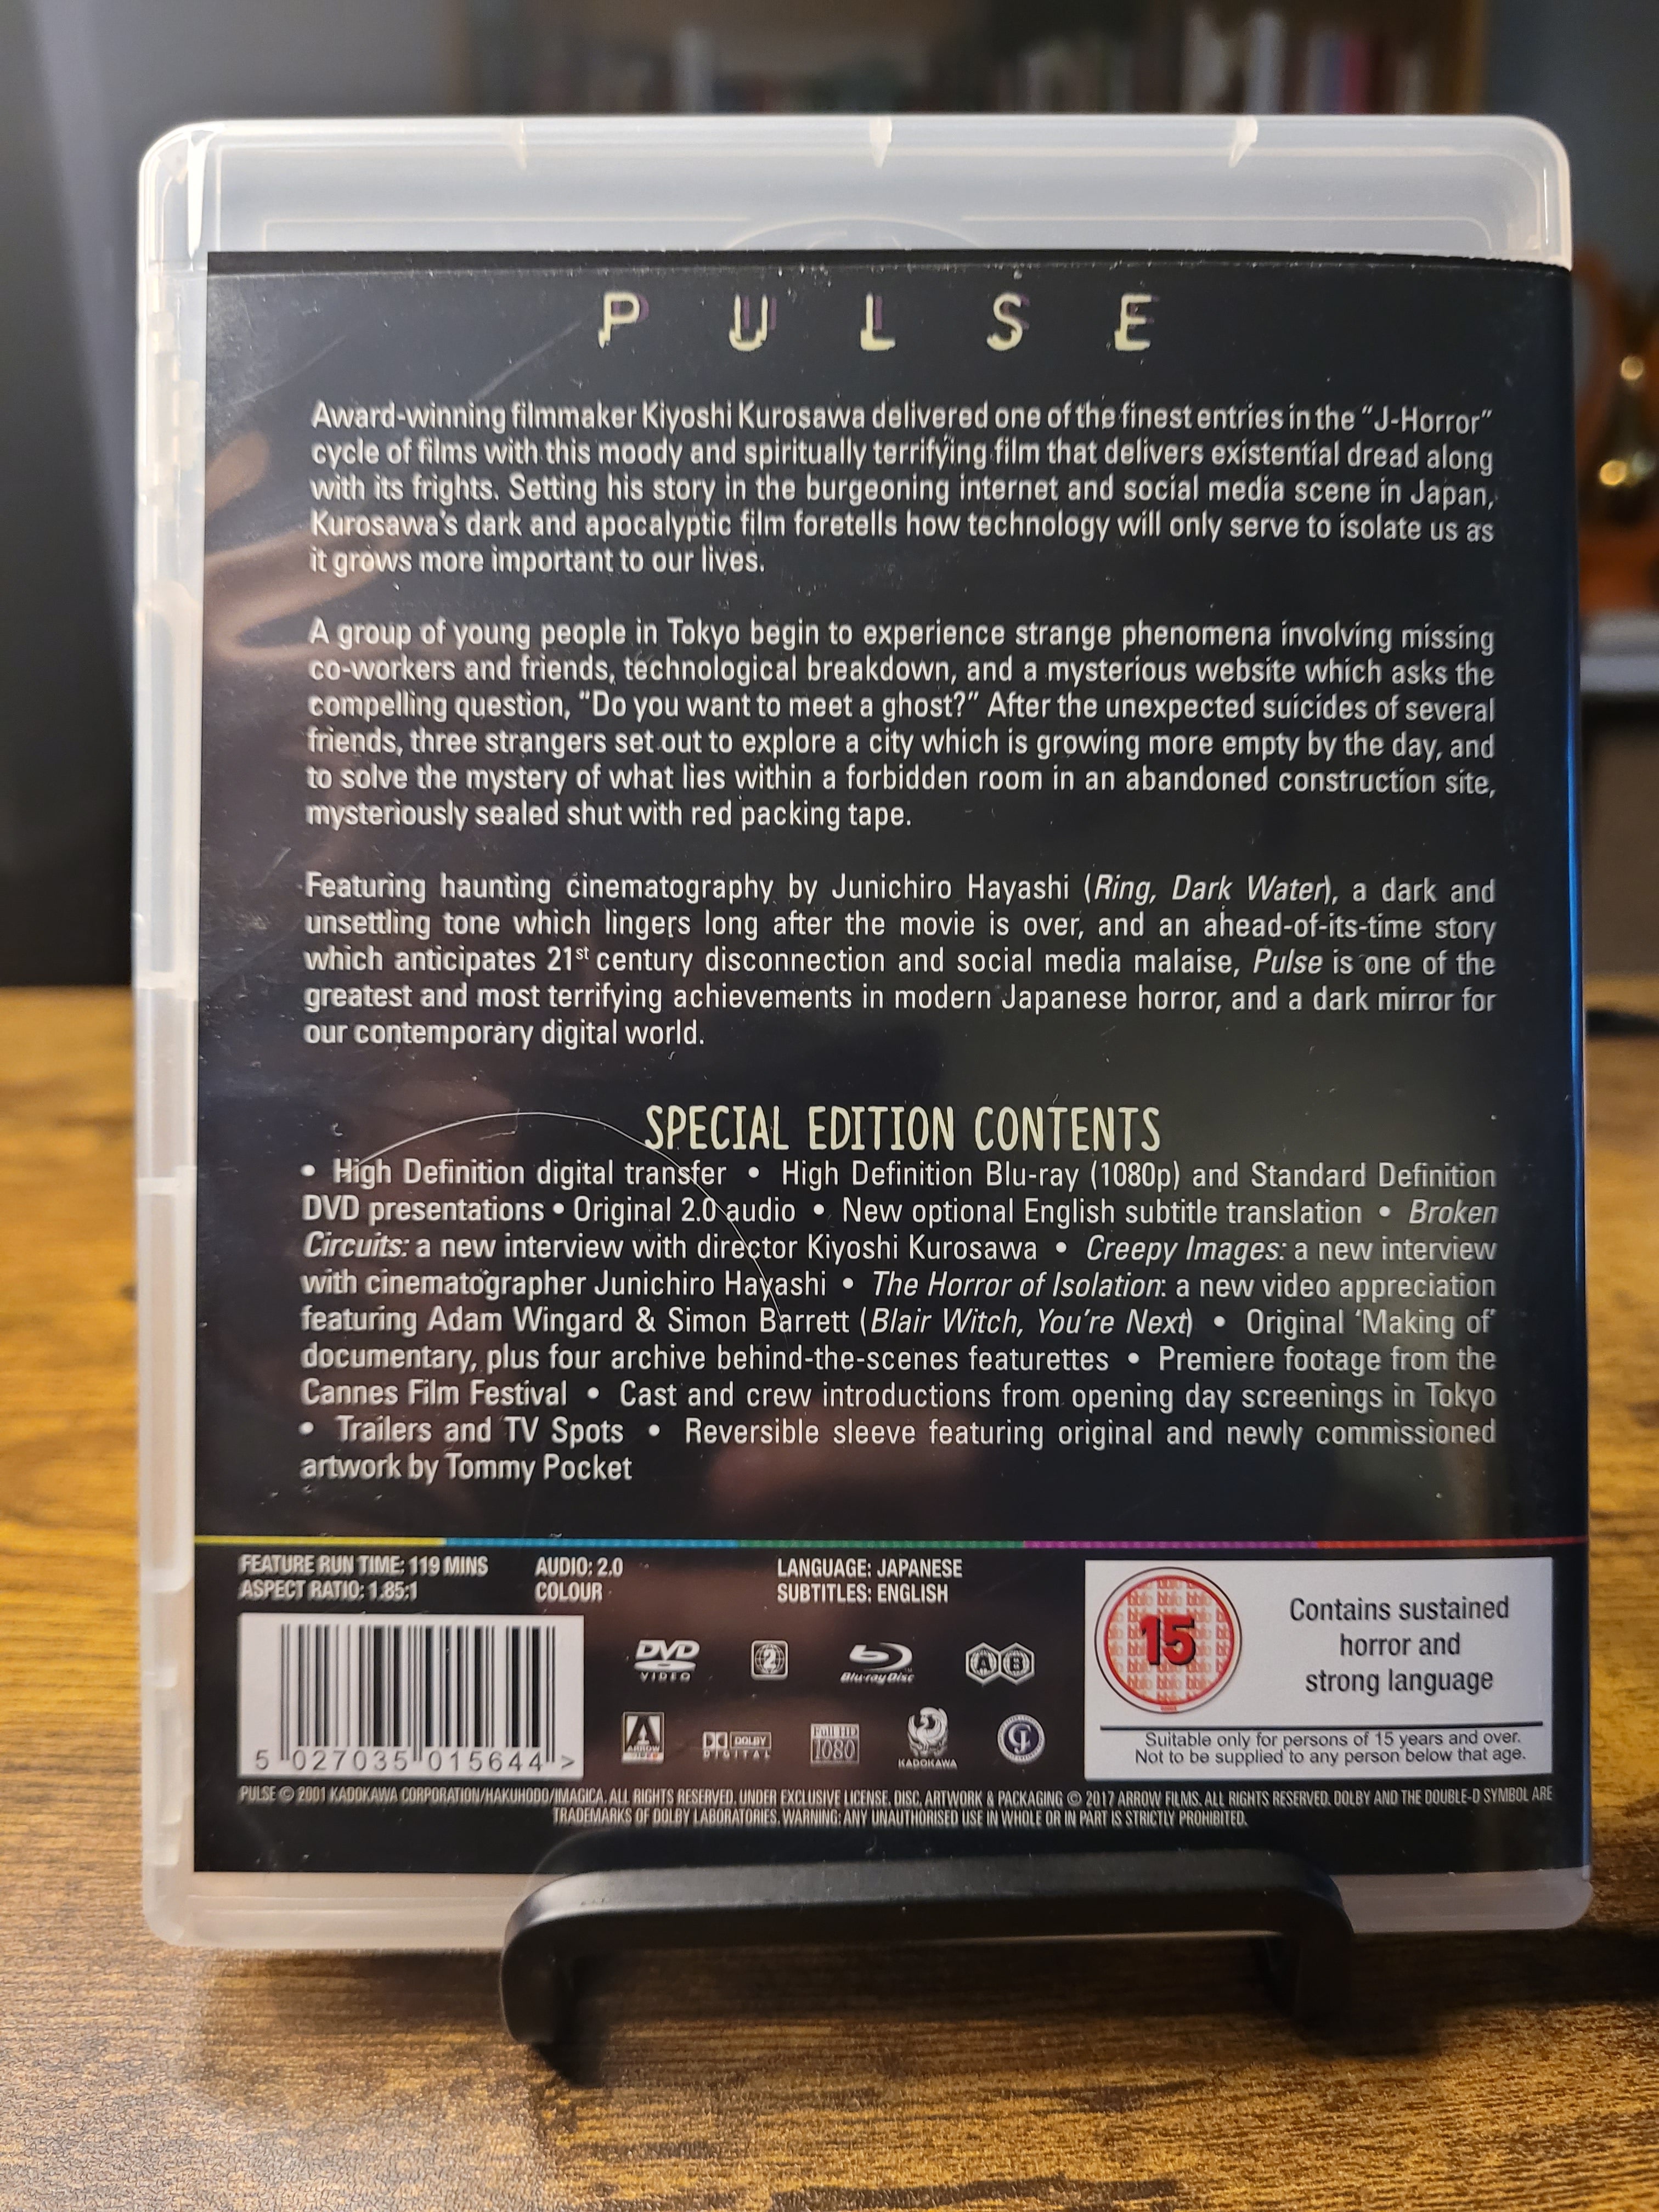 P U L S E
Award-winning filmmaker Kiyoshi Kurosawa delivered one of the finest entries in the “J-Horror”
cycle of films with this moody and spiritually terrifying film that delivers existential dread along
with its frights. Setting his story in the burgeoning internet and social media scene in Japan,
Kurosawa’s dark and apocalyptic film foretells how technology will only serve to isolate us as
it grows more important to our lives.
A group of young people in Tokyo begin to experience strange phenomena involving missing
co-workers and friends, technological breakdown, and a mysterious website which asks the
compelling question, “Do you want to meet a ghost?” After the unexpected suicides of several
friends, three strangers set out to explore a city which is growing more empty by the day, and
to solve the mystery of what lies within a forbidden room in an abandoned construction site,
mysteriously sealed shut with red packing tape.
Featuring haunting cinematography by Junichiro Hayashi (Ring, Dark Water), a dark and
unsettling tone which lingers long after the movie is over, and an ahead-of-its-time story
which anticipates 21st century disconnection and social media malaise, Pulse is one of the
greatest and most terrifying achievements in modern Japanese horror, and a dark mirror for
our contemporary digital world.
SPECIAL EDITION CONTENTS
• High Definition digital transfer • High Definition Blu-ray (1080p) and Standard Definition
DVD presentations • Original 2.0 audio • New optional English subtitle translation • Broken
Circuits: a new interview with director Kiyoshi Kurosawa • Creepy Images: a new interview
with cinematographer Junichiro Hayashi • The Horror of Isolation: a new video appreciation
featuring Adam Wingard & Simon Barrett (Blair Witch, You’re Next) • Original ‘Making of’
documentary, plus four archive behind-the-scenes featurettes • Premiere footage from the
Cannes Film Festival • Cast and crew introductions from opening day screenings in Tokyo
• Trailers and TV Spots • Reversible sleeve featuring original and newly commissioned
artwork by Tommy Pocket
FEATURE RUN TIME: 119 MINS AUDIO: 2.0 LANGUAGE: JAPANESE
ASPECT RATIO: 1.85:1 COLOUR SUBTITLES: ENGLISH
DVD VIDEO 2 Blu-ray Disc A B
ARROW VIDEO DOLBY DIGITAL Full HD 1080 KADOKAWA
5 027035 015644 >
15
Contains sustained
horror and
strong language
Suitable only for persons of 15 years and over.
Not to be supplied to any person below that age.
PULSE © 2001 KADOKAWA CORPORATION/HAKUHODO/IMAGICA. ALL RIGHTS RESERVED. UNDER EXCLUSIVE LICENSE. DISC, ARTWORK & PACKAGING © 2017 ARROW FILMS. ALL RIGHTS RESERVED. DOLBY AND THE DOUBLE-D SYMBOL ARE
TRADEMARKS OF DOLBY LABORATORIES. WARNING: ANY UNAUTHORISED USE IN WHOLE OR IN PART IS STRICTLY PROHIBITED.